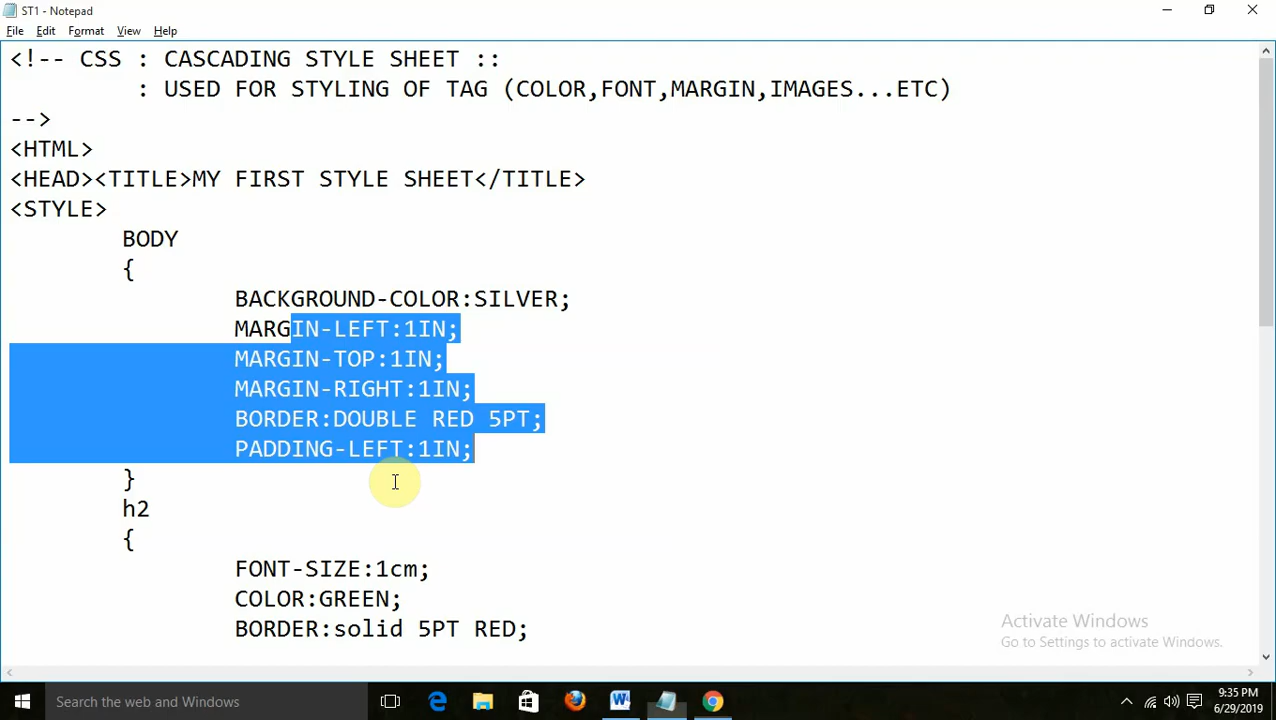 ST1 - Notepad
File Edit Format View Help
<!-- CSS : CASCADING STYLE SHEET ::
: USED FOR STYLING OF TAG (COLOR,FONT,MARGIN,IMAGES...ETC)
-->
<HTML>
<HEAD><TITLE>MY FIRST STYLE SHEET</TITLE>
<STYLE>
BODY
{
BACKGROUND-COLOR:SILVER;
MARGIN-LEFT:1IN;
MARGIN-TOP:1IN;
MARGIN-RIGHT:1IN;
BORDER:DOUBLE RED 5PT;
PADDING-LEFT:1IN;
}
h2
{
FONT-SIZE:1cm;
COLOR:GREEN;
BORDER:solid 5PT RED;
Activate Windows
Go to Settings to activate Windows.
Search the web and Windows
9:35 PM
6/29/2019